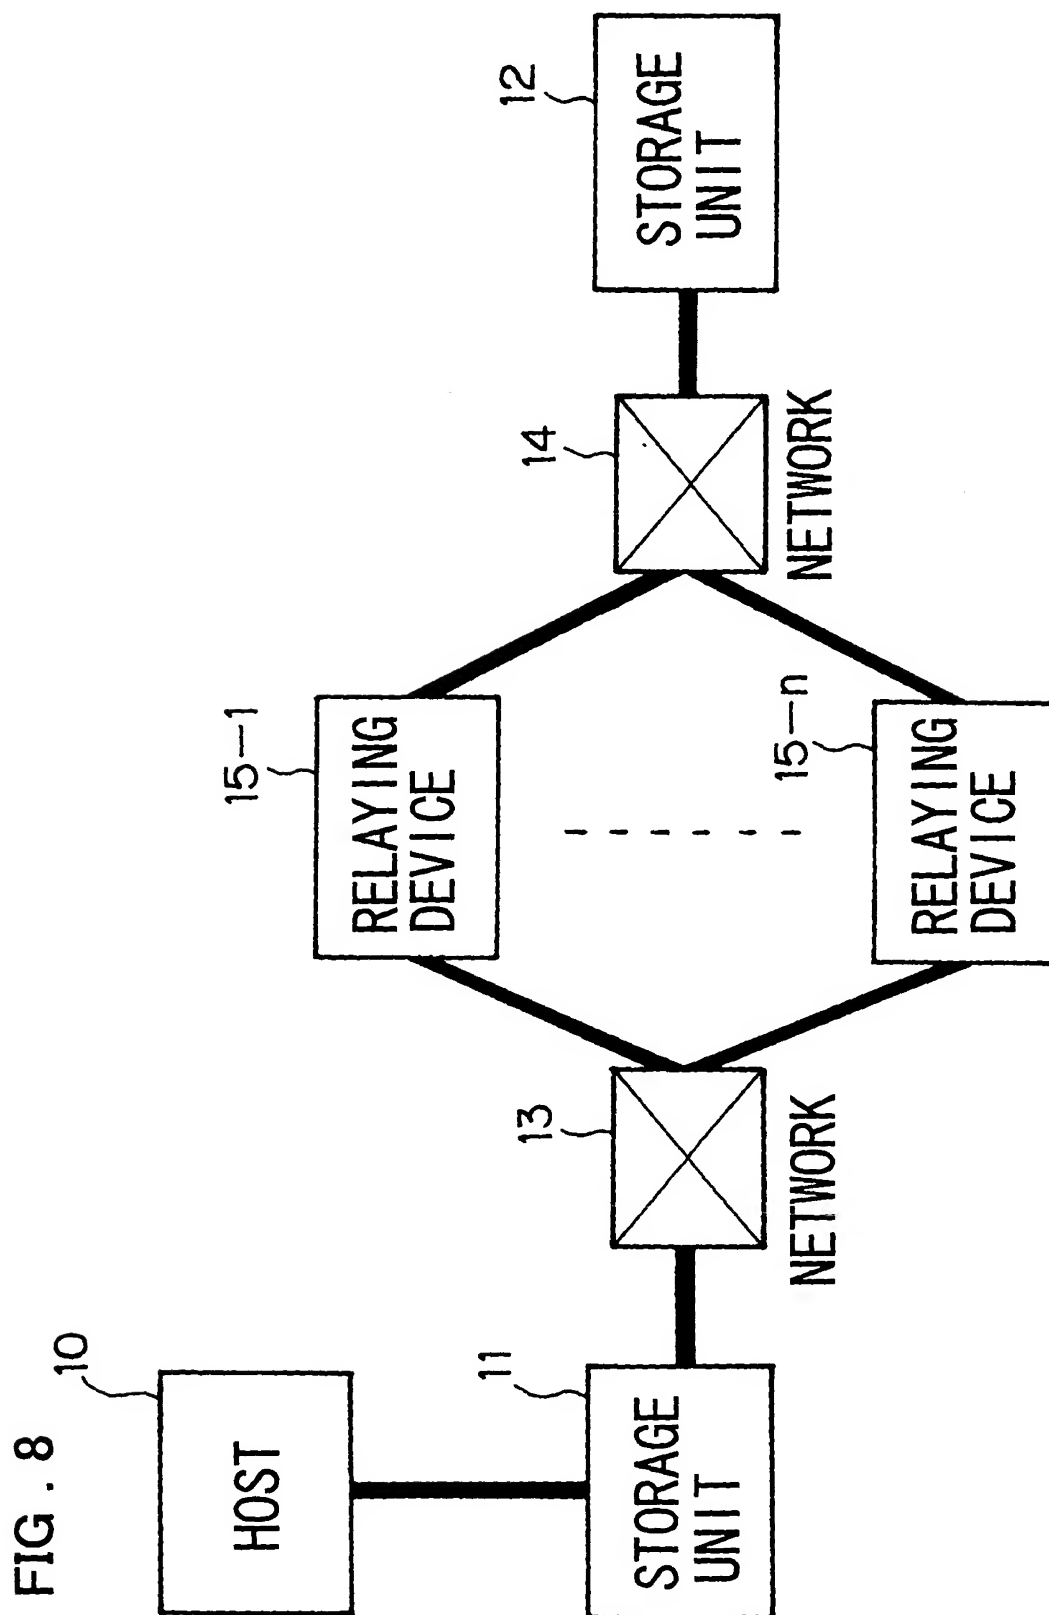 FIG. 8
10
HOST
11
STORAGE
UNIT
13
NETWORK
15-1
RELAYING
DEVICE
15-n
RELAYING
DEVICE
14
NETWORK
12
STORAGE
UNIT